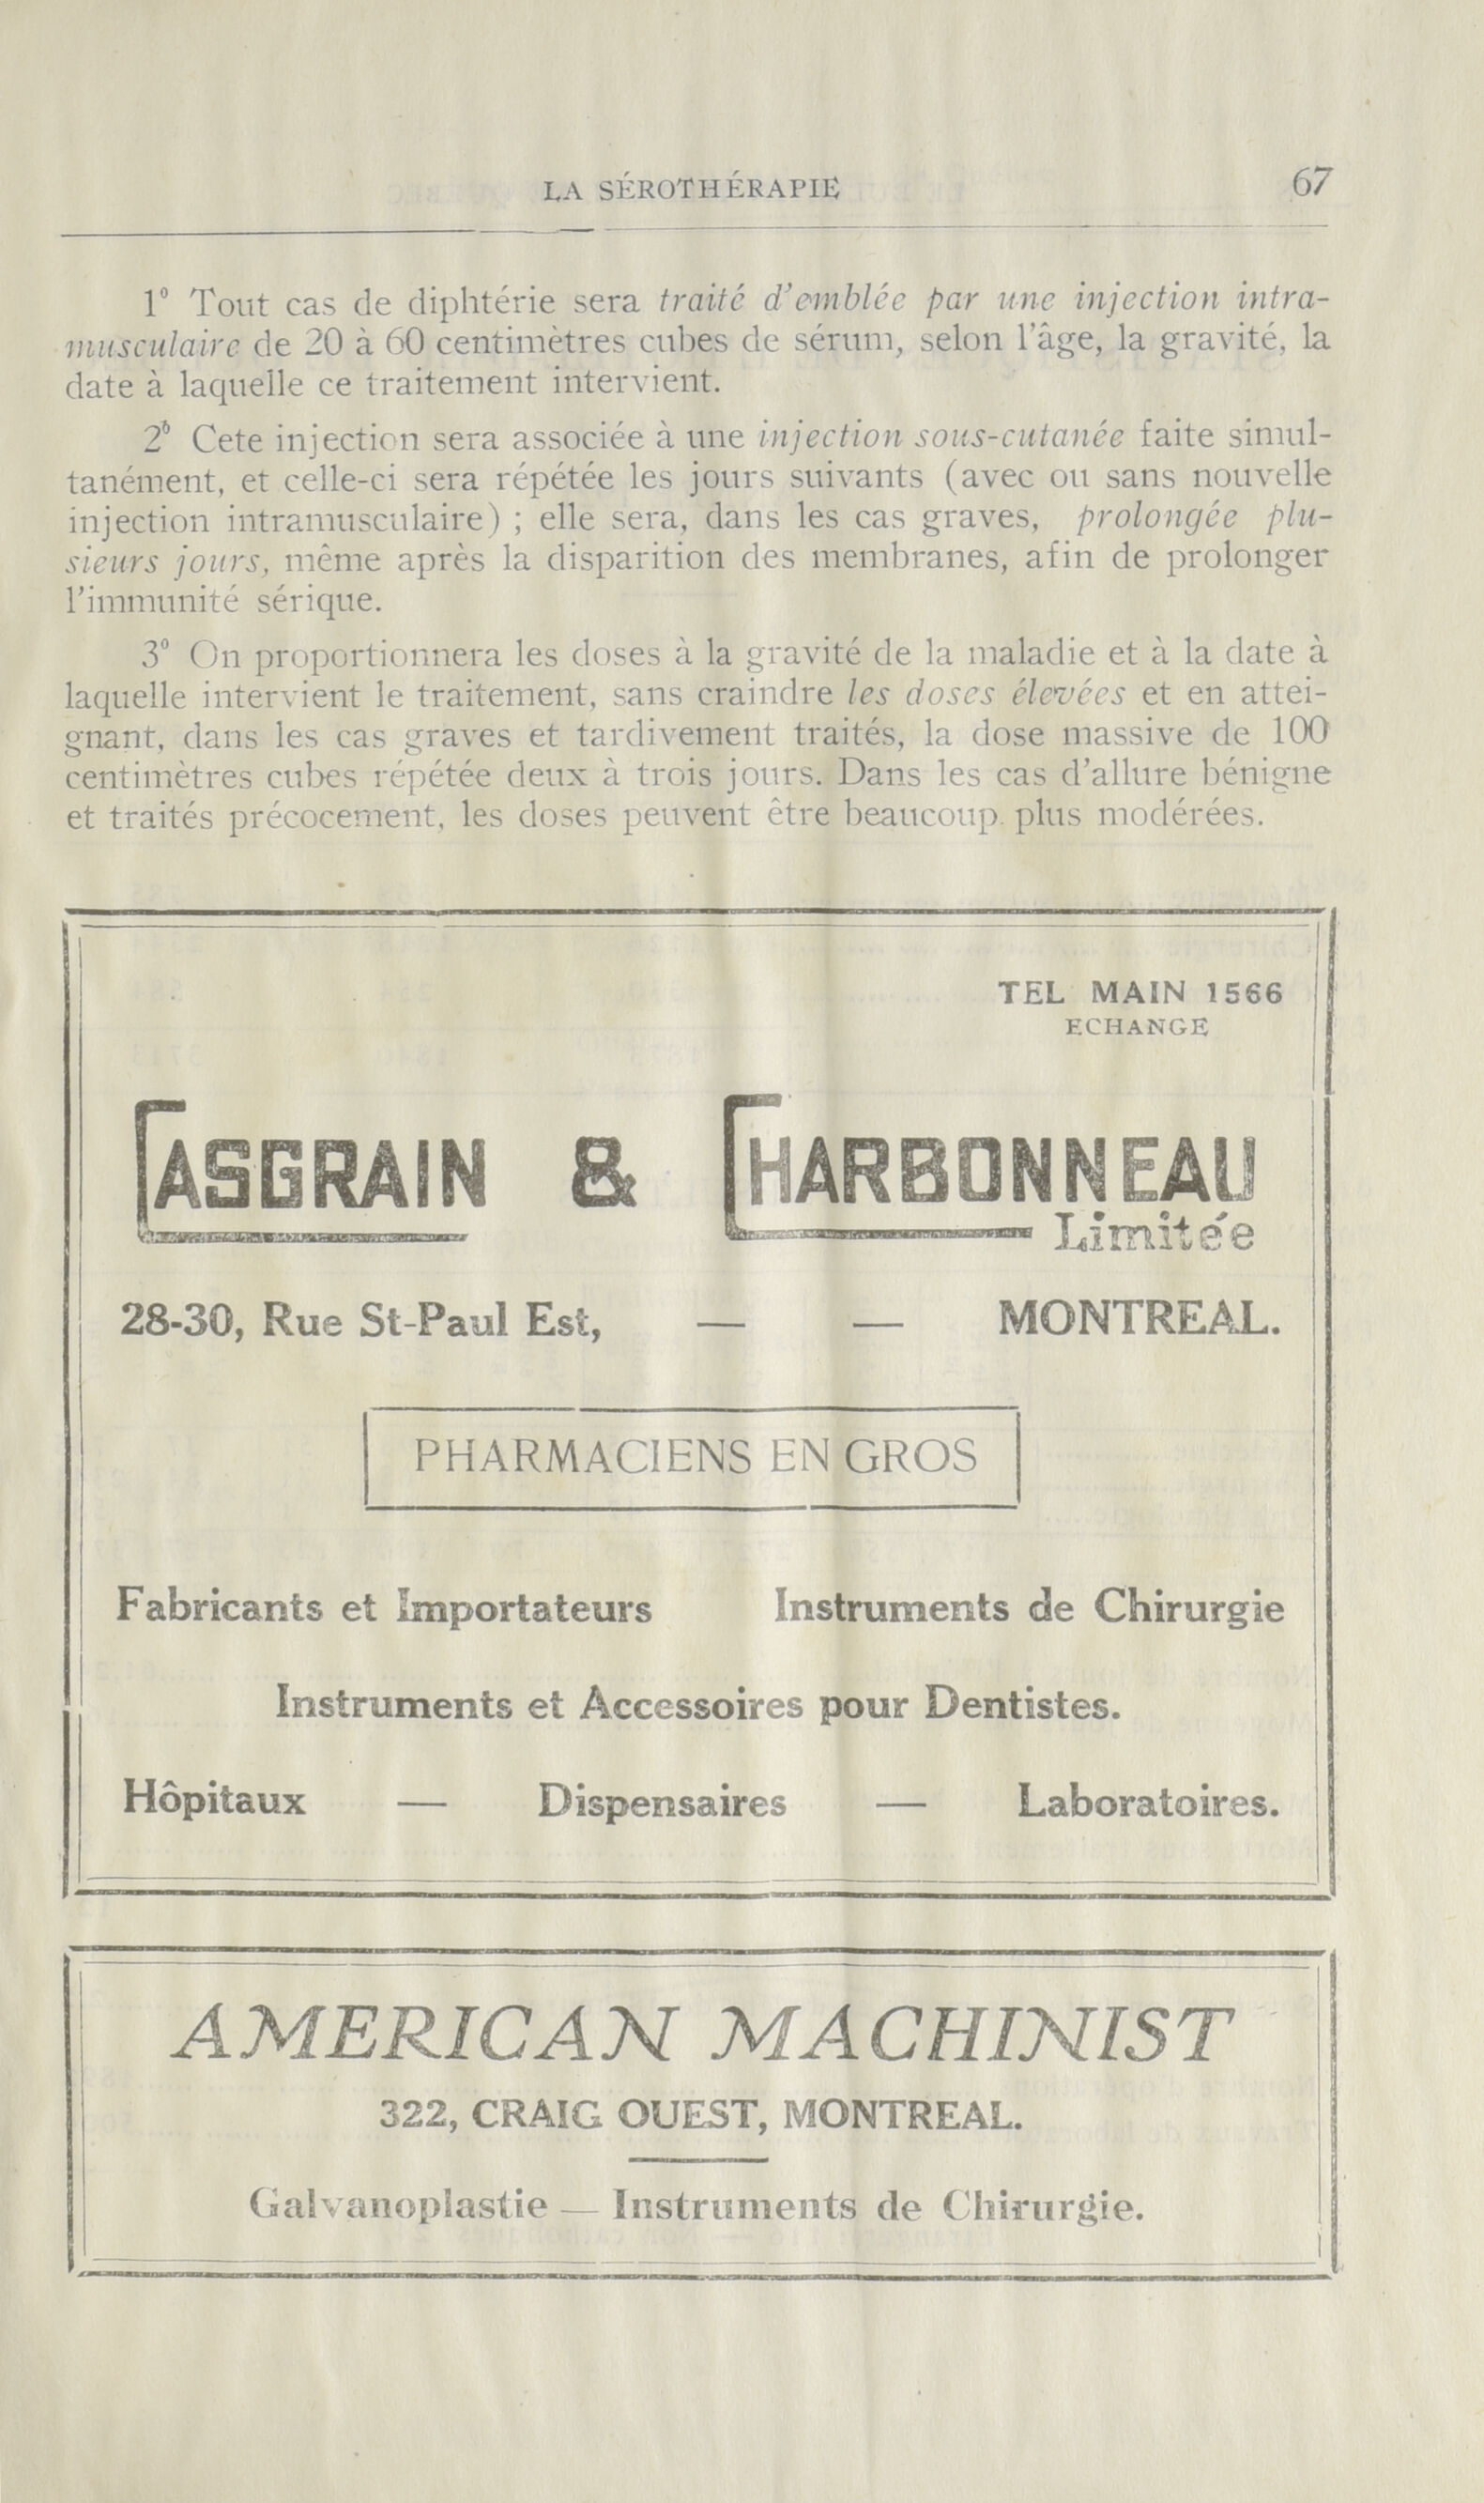 LA SÉROTHÉRAPIE 67
1° Tout cas de diphtérie sera traité d'emblée par une injection intra-
musculaire de 20 à 60 centimètres cubes de sérum, selon l'âge, la gravité, la
date à laquelle ce traitement intervient.
2° Cete injection sera associée à une injection sous-cutanée faite simul-
tanément, et celle-ci sera répétée les jours suivants (avec ou sans nouvelle
injection intramusculaire) ; elle sera, dans les cas graves, prolongée plu-
sieurs jours, même après la disparition des membranes, afin de prolonger
l'immunité sérique.
3° On proportionnera les doses à la gravité de la maladie et à la date à
laquelle intervient le traitement, sans craindre les doses élevées et en attei-
gnant, dans les cas graves et tardivement traités, la dose massive de 100
centimètres cubes répétée deux à trois jours. Dans les cas d'allure bénigne
et traités précocement, les doses peuvent être beaucoup plus modérées.
TEL MAIN 1566
ECHANGE
CASGRAIN & CHARBONNEAU
Limitée
28-30, Rue St-Paul Est, — — MONTREAL.
PHARMACIENS EN GROS
Fabricants et Importateurs Instruments de Chirurgie
Instruments et Accessoires pour Dentistes.
Hôpitaux — Dispensaires — Laboratoires.
AMERICAN MACHINIST
322, CRAIG OUEST, MONTREAL.
Galvanoplastie — Instruments de Chirurgie.